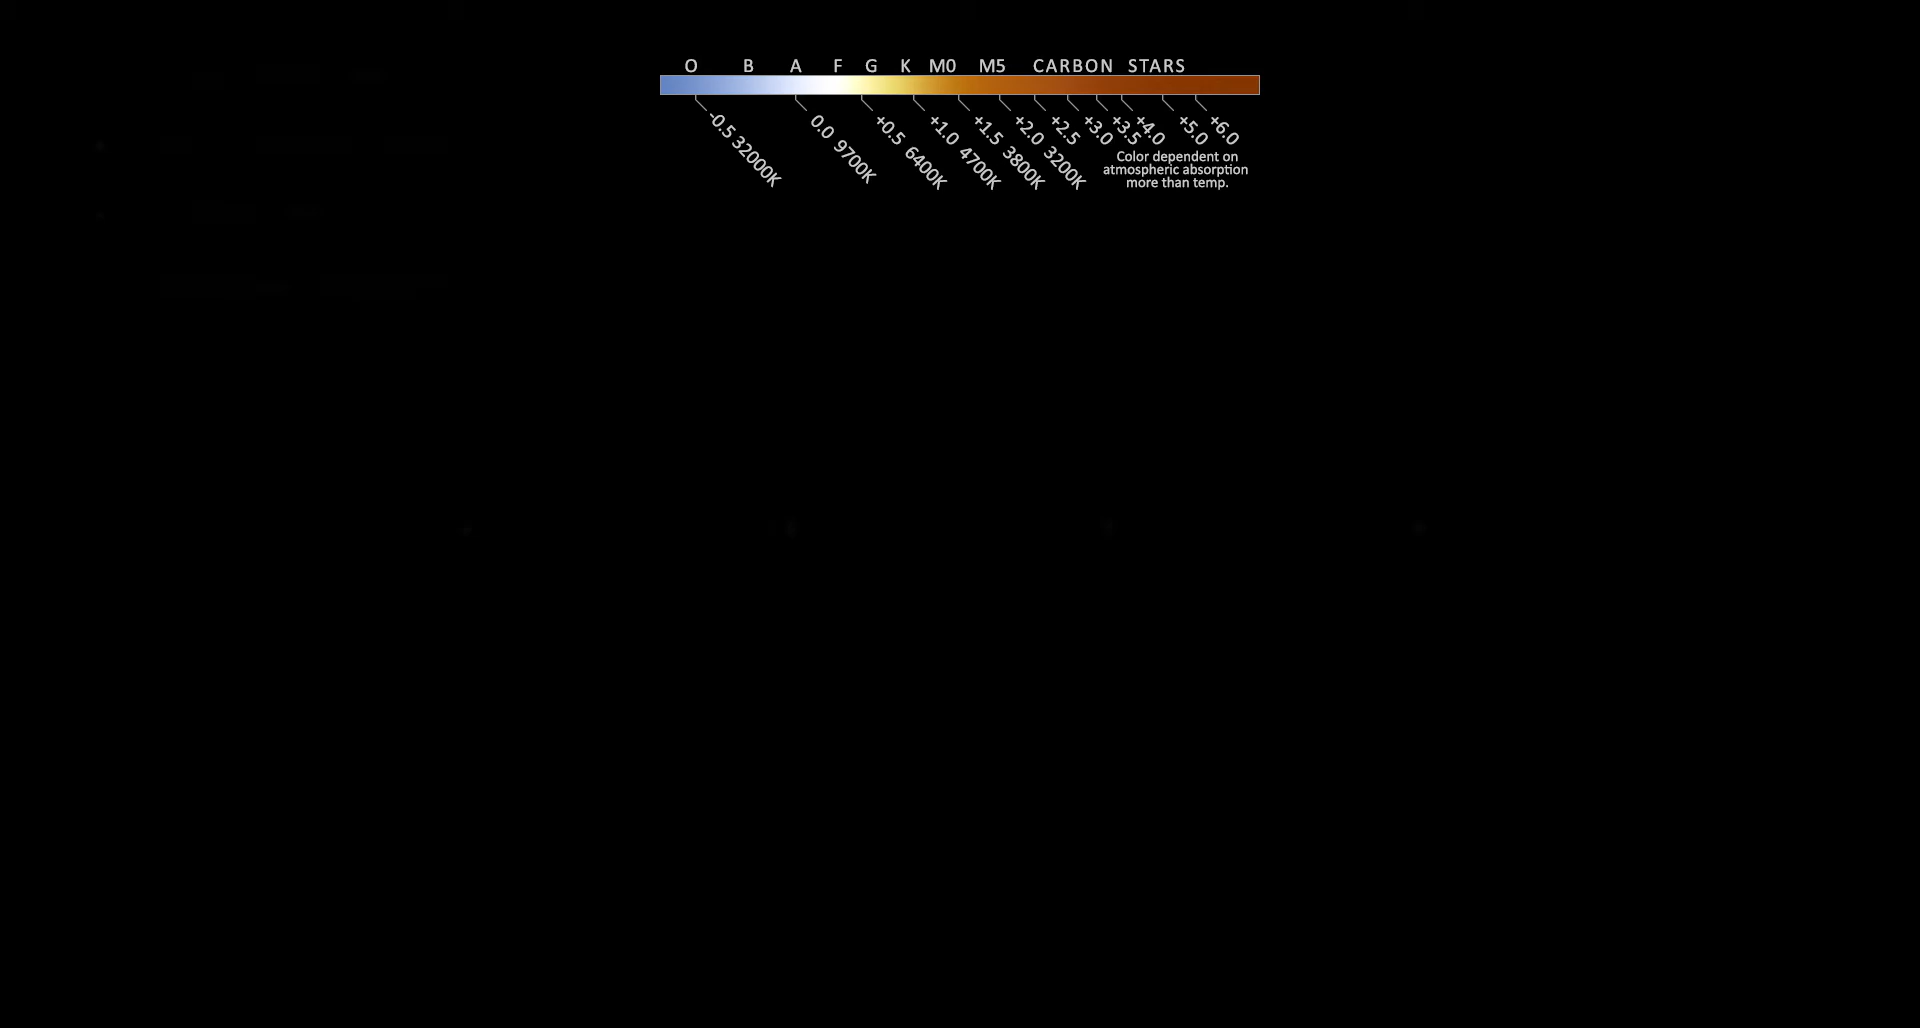 O B A F G K M0 M5 CARBON STARS
-0.5 32000K
0.0 9700K
+0.5 6400K
+1.0 4700K
+1.5 3800K
+2.0 3200K
+2.5
+3.0
+3.5
+4.0
+5.0
+6.0
Color dependent on
atmospheric absorption
more than temp.